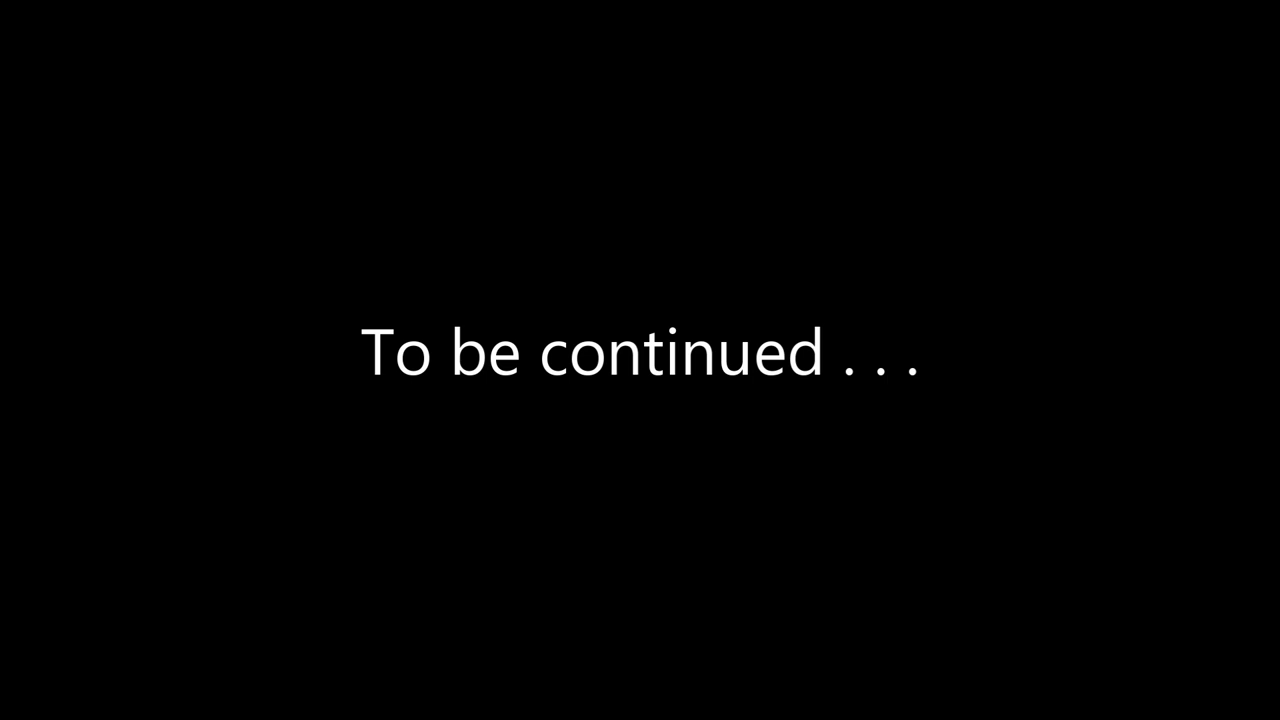 To be continued . . .